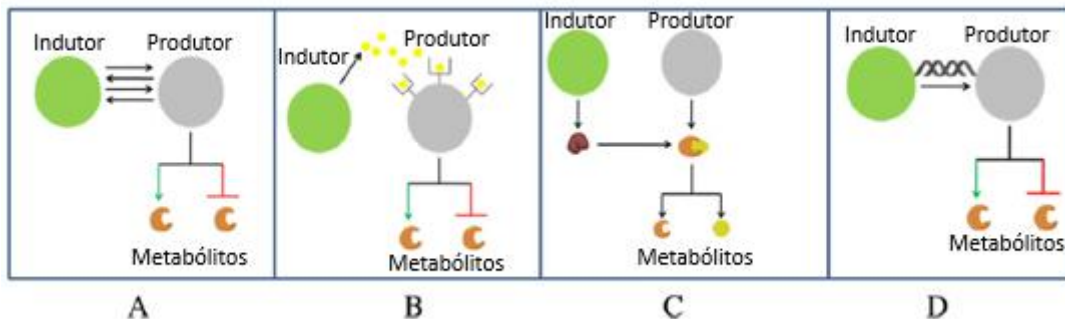 Indutor Produtor
Metabólitos
A
Indutor Produtor
Metabólitos
B
Indutor Produtor
Metabólitos
C
Indutor Produtor
Metabólitos
D